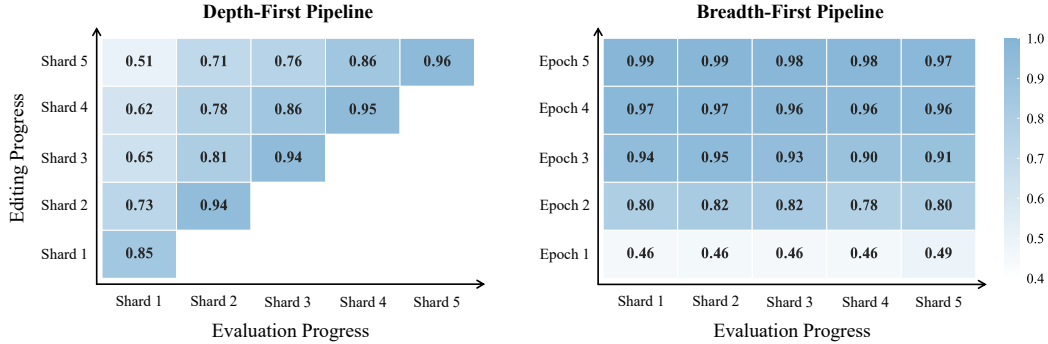 Depth-First Pipeline
Editing Progress
Shard 5 0.51 0.71 0.76 0.86 0.96
Shard 4 0.62 0.78 0.86 0.95
Shard 3 0.65 0.81 0.94
Shard 2 0.73 0.94
Shard 1 0.85
Shard 1 Shard 2 Shard 3 Shard 4 Shard 5
Evaluation Progress
Breadth-First Pipeline
Epoch 5 0.99 0.99 0.98 0.98 0.97
Epoch 4 0.97 0.97 0.96 0.96 0.96
Epoch 3 0.94 0.95 0.93 0.90 0.91
Epoch 2 0.80 0.82 0.82 0.78 0.80
Epoch 1 0.46 0.46 0.46 0.46 0.49
Shard 1 Shard 2 Shard 3 Shard 4 Shard 5
Evaluation Progress
1.0
0.9
0.8
0.7
0.6
0.5
0.4